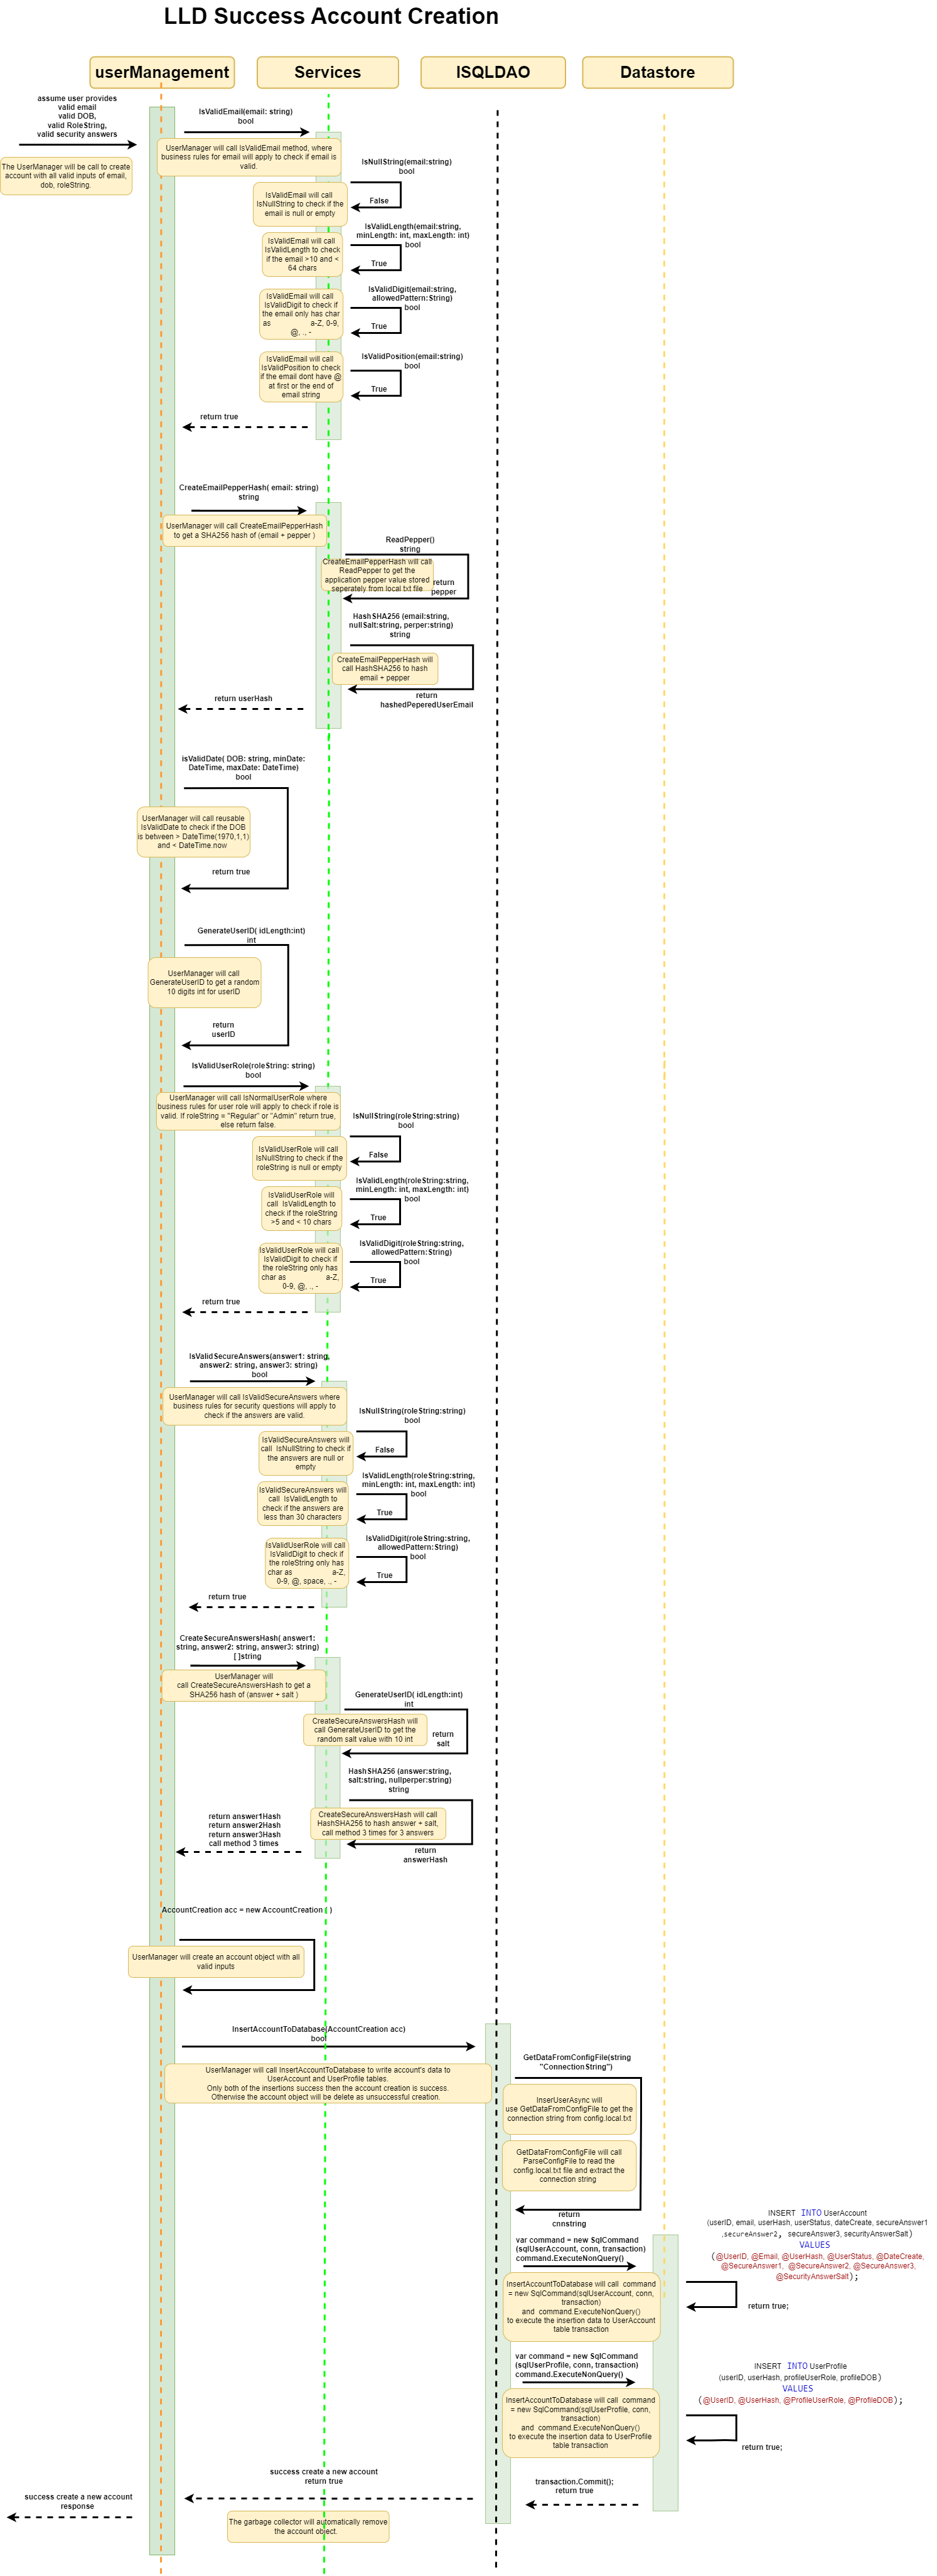 LLD Success Account Creation
userManagement
Services
ISQLDAO
Datastore
assume user provides
valid email
valid DOB,
valid RoleString,
valid security answers
The UserManager will be call to create
account with all valid inputs of email,
dob, roleString.
IsValidEmail(email: string)
bool
UserManager will call IsValidEmail method, where
business rules for email will apply to check if email is
valid.
IsNullString(email:string)
bool
False
IsValidEmail will call
IsNullString to check if the
email is null or empty
IsValidLength(email:string,
minLength: int, maxLength: int)
bool
True
IsValidEmail will call
IsValidLength to check
if the email >10 and <
64 chars
IsValidDigit(email:string,
allowedPattern:String)
bool
True
IsValidEmail will call
IsValidDigit to check if
the email only has char
as a-Z, 0-9,
@, ., -
IsValidPosition(email:string)
bool
True
IsValidEmail will call
IsValidPosition to check
if the email dont have @
at first or the end of
email string
return true
CreateEmailPepperHash( email: string)
string
UserManager will call CreateEmailPepperHash
to get a SHA256 hash of (email + pepper )
ReadPepper()
string
CreateEmailPepperHash will call
ReadPepper to get the
application pepper value stored
seperately from local.txt file
return
pepper
HashSHA256 (email:string,
nullSalt:string, perper:string)
string
CreateEmailPepperHash will
call HashSHA256 to hash
email + pepper
return
hashedPeperedUserEmail
return userHash
isValidDate( DOB: string, minDate:
DateTime, maxDate: DateTime)
bool
UserManager will call reusable
IsValidDate to check if the DOB
is between > DateTime(1970,1,1)
and < DateTime.now
return true
GenerateUserID( idLength:int)
int
UserManager will call
GenerateUserID to get a random
10 digits int for userID
return
userID
IsValidUserRole(roleString: string)
bool
UserManager will call IsNormalUserRole where
business rules for user role will apply to check if role is
valid. If roleString = "Regular" or "Admin" return true,
else return false.
IsNullString(roleString:string)
bool
False
IsValidUserRole will call
IsNullString to check if the
roleString is null or empty
IsValidLength(roleString:string,
minLength: int, maxLength: int)
bool
True
IsValidUserRole will
call IsValidLength to
check if the roleString
>5 and < 10 chars
IsValidDigit(roleString:string,
allowedPattern:String)
bool
True
IsValidUserRole will call
IsValidDigit to check if
the roleString only has
char as a-Z,
0-9, @, ., -
return true
IsValidSecureAnswers(answer1: string,
answer2: string, answer3: string)
bool
UserManager will call IsValidSecureAnswers where
business rules for security questions will apply to
check if the answers are valid.
IsNullString(roleString:string)
bool
False
IsValidSecureAnswers will
call IsNullString to check if
the answers are null or
empty
IsValidLength(roleString:string,
minLength: int, maxLength: int)
bool
True
IsValidSecureAnswers will
call IsValidLength to
check if the answers are
less than 30 characters
IsValidDigit(roleString:string,
allowedPattern:String)
bool
True
IsValidUserRole will call
IsValidDigit to check if
the roleString only has
char as a-Z,
0-9, @, space, ., -
return true
CreateSecureAnswersHash( answer1:
string, answer2: string, answer3: string)
[ ]string
UserManager will
call CreateSecureAnswersHash to get a
SHA256 hash of (answer + salt )
GenerateUserID( idLength:int)
int
CreateSecureAnswersHash will
call GenerateUserID to get the
random salt value with 10 int
return
salt
HashSHA256 (answer:string,
salt:string, nullperper:string)
string
CreateSecureAnswersHash will call
HashSHA256 to hash answer + salt,
call method 3 times for 3 answers
return
answerHash
return answer1Hash
return answer2Hash
return answer3Hash
call method 3 times
AccountCreation acc = new AccountCreation ( )
UserManager will create an account object with all
valid inputs
InsertAccountToDatabase(AccountCreation acc)
bool
UserManager will call InsertAccountToDatabase to write account's data to
UserAccount and UserProfile tables.
Only both of the insertions success then the account creation is success.
Otherwise the account object will be delete as unsuccessful creation.
GetDataFromConfigFile(string
"ConnectionString")
InserUserAsync will
use GetDataFromConfigFile to get the
connection string from config.local.txt
GetDataFromConfigFile will call
ParseConfigFile to read the
config.local.txt file and extract the
connection string
return
cnnstring
var command = new SqlCommand
(sqlUserAccount, conn, transaction)
command.ExecuteNonQuery()
InsertAccountToDatabase will call command
= new SqlCommand(sqlUserAccount, conn,
transaction)
and command.ExecuteNonQuery()
to execute the insertion data to UserAccount
table transaction
INSERT INTO UserAccount
(userID, email, userHash, userStatus, dateCreate, secureAnswer1
,secureAnswer2, secureAnswer3, securityAnswerSalt)
VALUES
(@UserID, @Email, @UserHash, @UserStatus, @DateCreate,
@SecureAnswer1, @SecureAnswer2, @SecureAnswer3,
@SecurityAnswerSalt);
return true;
var command = new SqlCommand
(sqlUserProfile, conn, transaction)
command.ExecuteNonQuery()
InsertAccountToDatabase will call command
= new SqlCommand(sqlUserProfile, conn,
transaction)
and command.ExecuteNonQuery()
to execute the insertion data to UserProfile
table transaction
INSERT INTO UserProfile
(userID, userHash, profileUserRole, profileDOB)
VALUES
(@UserID, @UserHash, @ProfileUserRole, @ProfileDOB);
return true;
transaction.Commit();
return true
success create a new account
return true
success create a new account
response
The garbage collector will automatically remove
the account object.